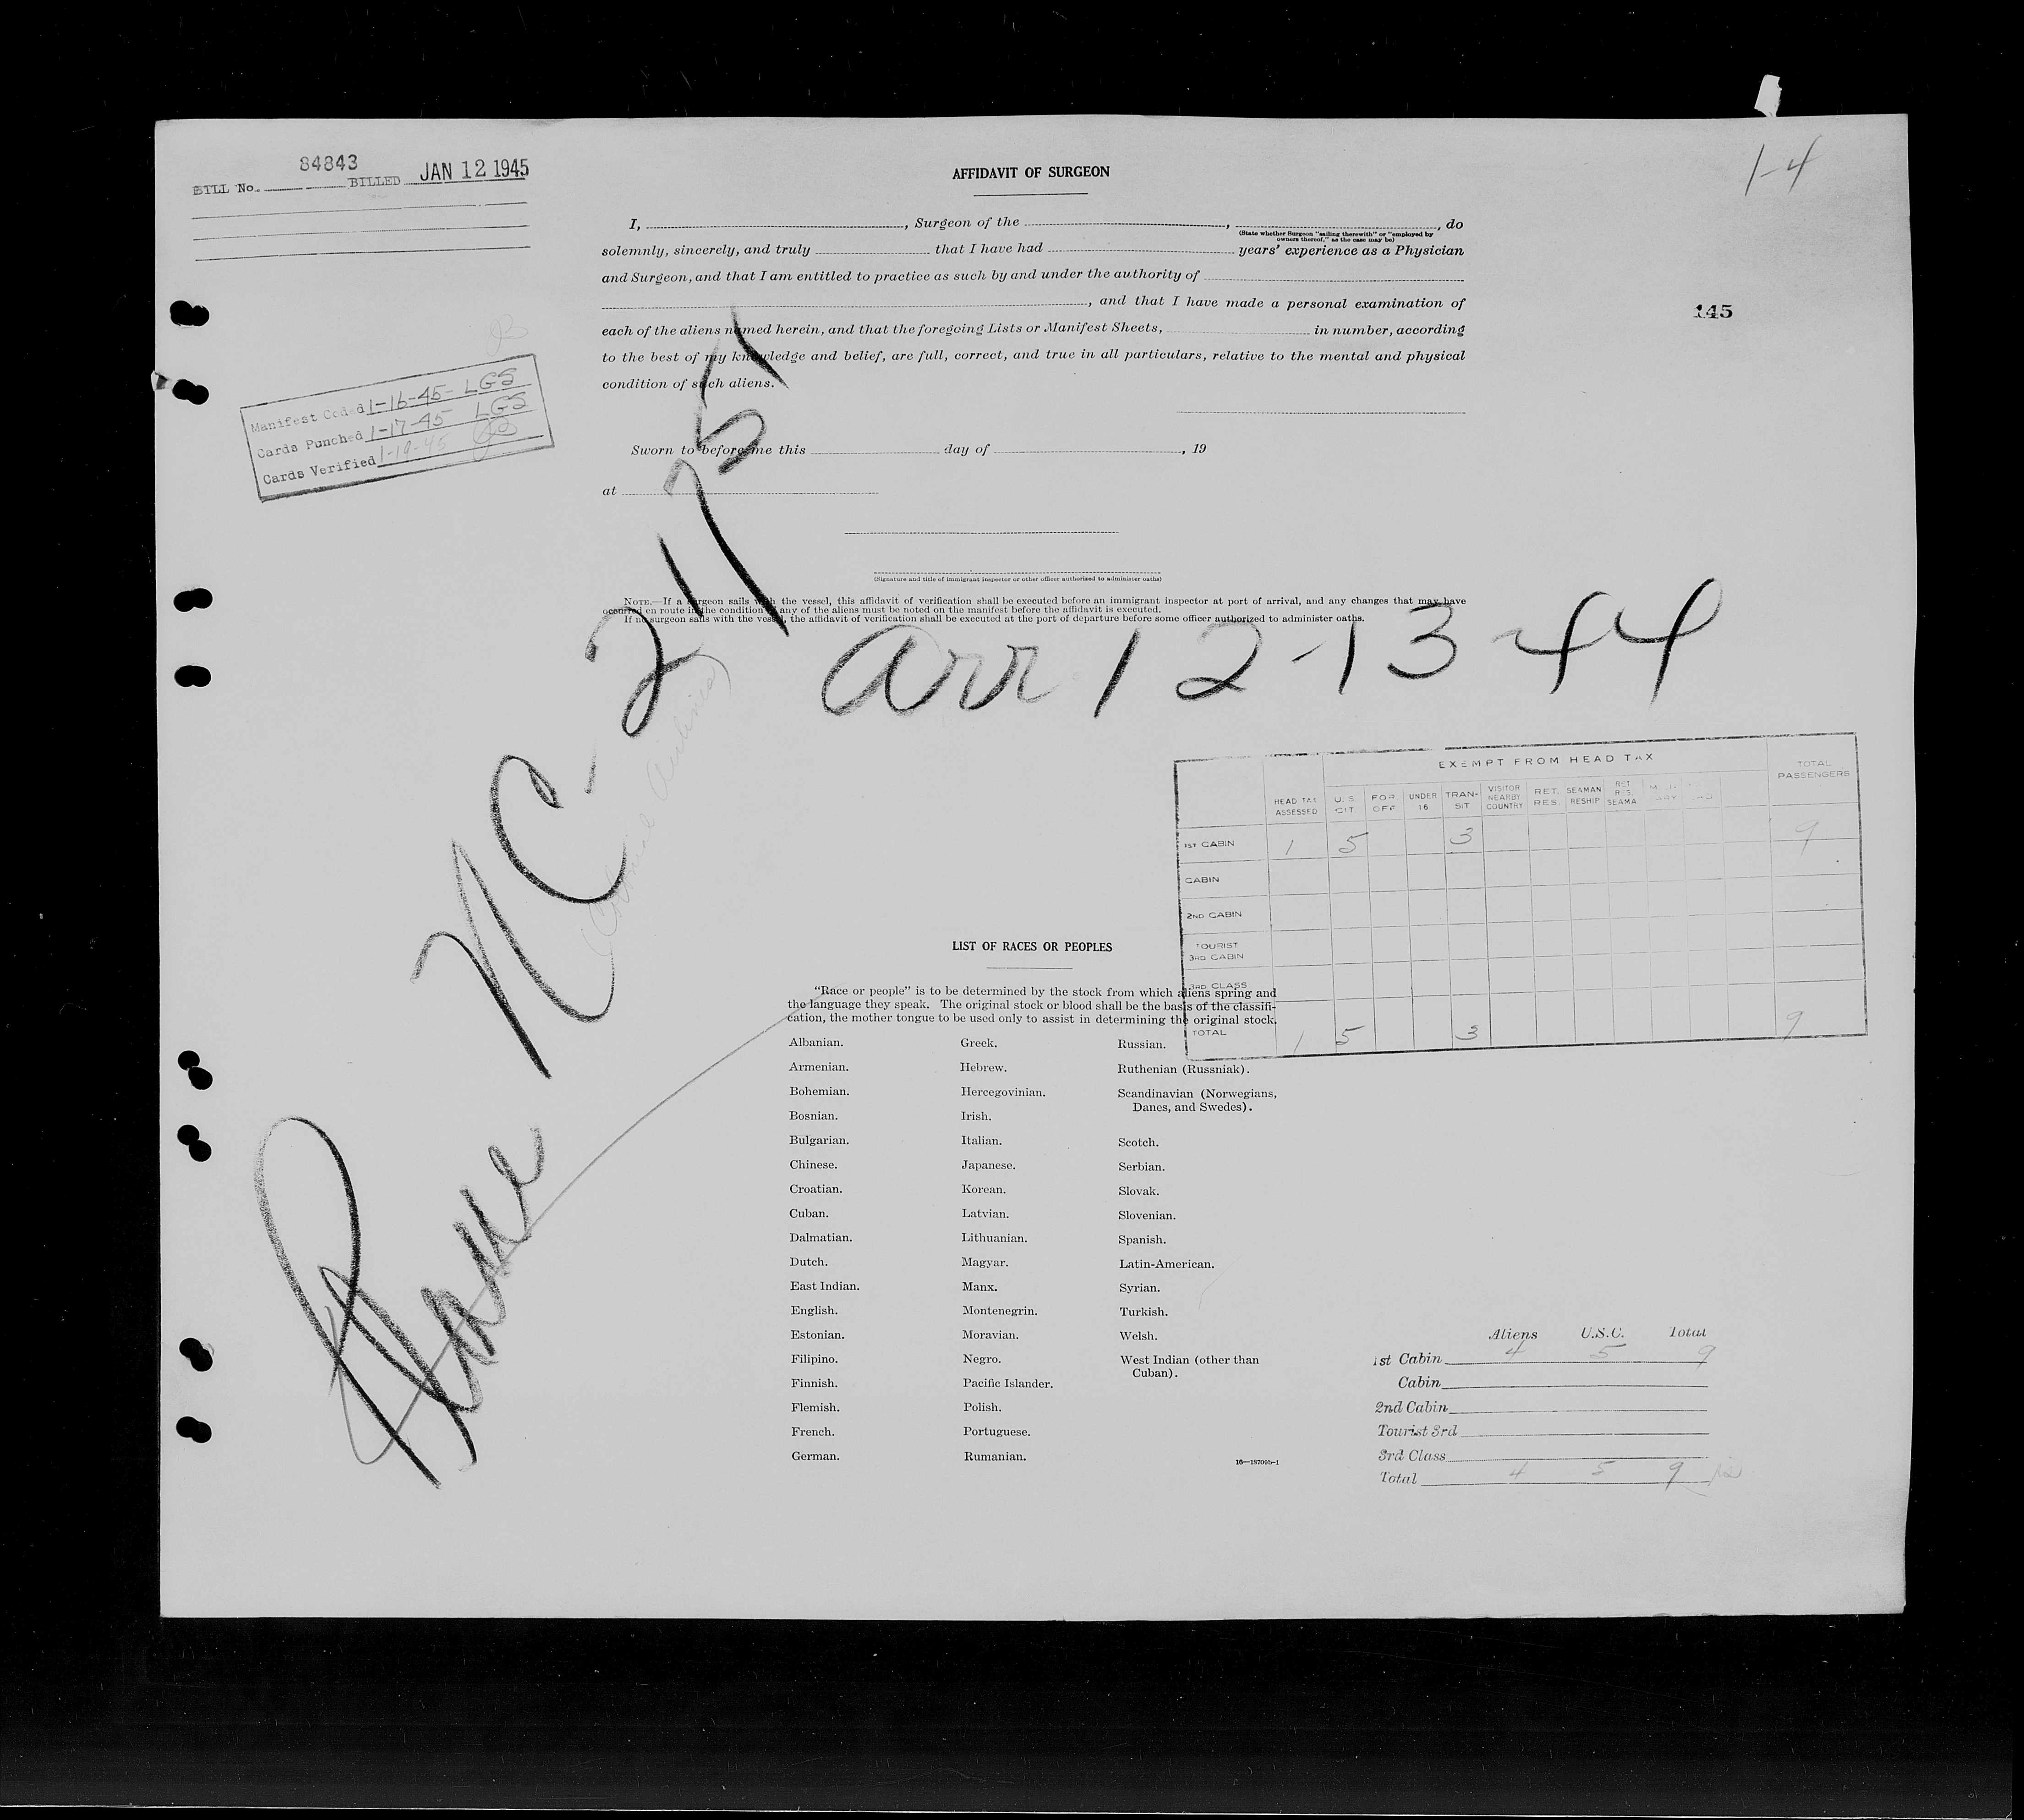 84843
BILL No. BILLED JAN 12 1945
1-4
145
AFFIDAVIT OF SURGEON
I, , Surgeon of the , , do
(State whether Surgeon "sailing therewith" or "employed by
owners thereof," as the case may be)
solemnly, sincerely, and truly that I have had years' experience as a Physician
and Surgeon, and that I am entitled to practice as such by and under the authority of
, and that I have made a personal examination of
each of the aliens named herein, and that the foregoing Lists or Manifest Sheets, in number, according
to the best of my knowledge and belief, are full, correct, and true in all particulars, relative to the mental and physical
condition of such aliens.
Manifest Coded 1-16-45- LGS
Cards Punched 1-17-45 LGS
Cards Verified 1-18-45
Sworn to before me this day of , 19
at
(Signature and title of immigrant inspector or other officer authorized to administer oaths)
NOTE.—If a surgeon sails with the vessel, this affidavit of verification shall be executed before an immigrant inspector at port of arrival, and any changes that may have
occurred en route in the condition of any of the aliens must be noted on the manifest before the affidavit is executed.
If no surgeon sails with the vessel, the affidavit of verification shall be executed at the port of departure before some officer authorized to administer oaths.
Plane NC-21751
arr 12-13-44
EXEMPT FROM HEAD TAX
HEAD TAX ASSESSED U.S. CIT. FOR. OFF. UNDER 16 TRANSIT VISITOR NEARBY COUNTRY RET. RES. SEAMAN RESHIP RET. RES. SEAMA TOTAL PASSENGERS
1ST CABIN 1 5 3 9
CABIN
2ND CABIN
TOURIST 3RD CABIN
3RD CLASS
TOTAL 1 5 3 9
LIST OF RACES OR PEOPLES
"Race or people" is to be determined by the stock from which aliens spring and
the language they speak. The original stock or blood shall be the basis of the classifi-
cation, the mother tongue to be used only to assist in determining the original stock.
Albanian.
Armenian.
Bohemian.
Bosnian.
Bulgarian.
Chinese.
Croatian.
Cuban.
Dalmatian.
Dutch.
East Indian.
English.
Estonian.
Filipino.
Finnish.
Flemish.
French.
German.
Greek.
Hebrew.
Hercegovinian.
Irish.
Italian.
Japanese.
Korean.
Latvian.
Lithuanian.
Magyar.
Manx.
Montenegrin.
Moravian.
Negro.
Pacific Islander.
Polish.
Portuguese.
Rumanian.
Russian.
Ruthenian (Russniak).
Scandinavian (Norwegians,
Danes, and Swedes).
Scotch.
Serbian.
Slovak.
Slovenian.
Spanish.
Latin-American.
Syrian.
Turkish.
Welsh.
West Indian (other than
Cuban).
16—18709b-1
Aliens U.S.C. Total
1st Cabin 4 5 9
Cabin
2nd Cabin
Tourist 3rd
3rd Class
Total 4 5 9